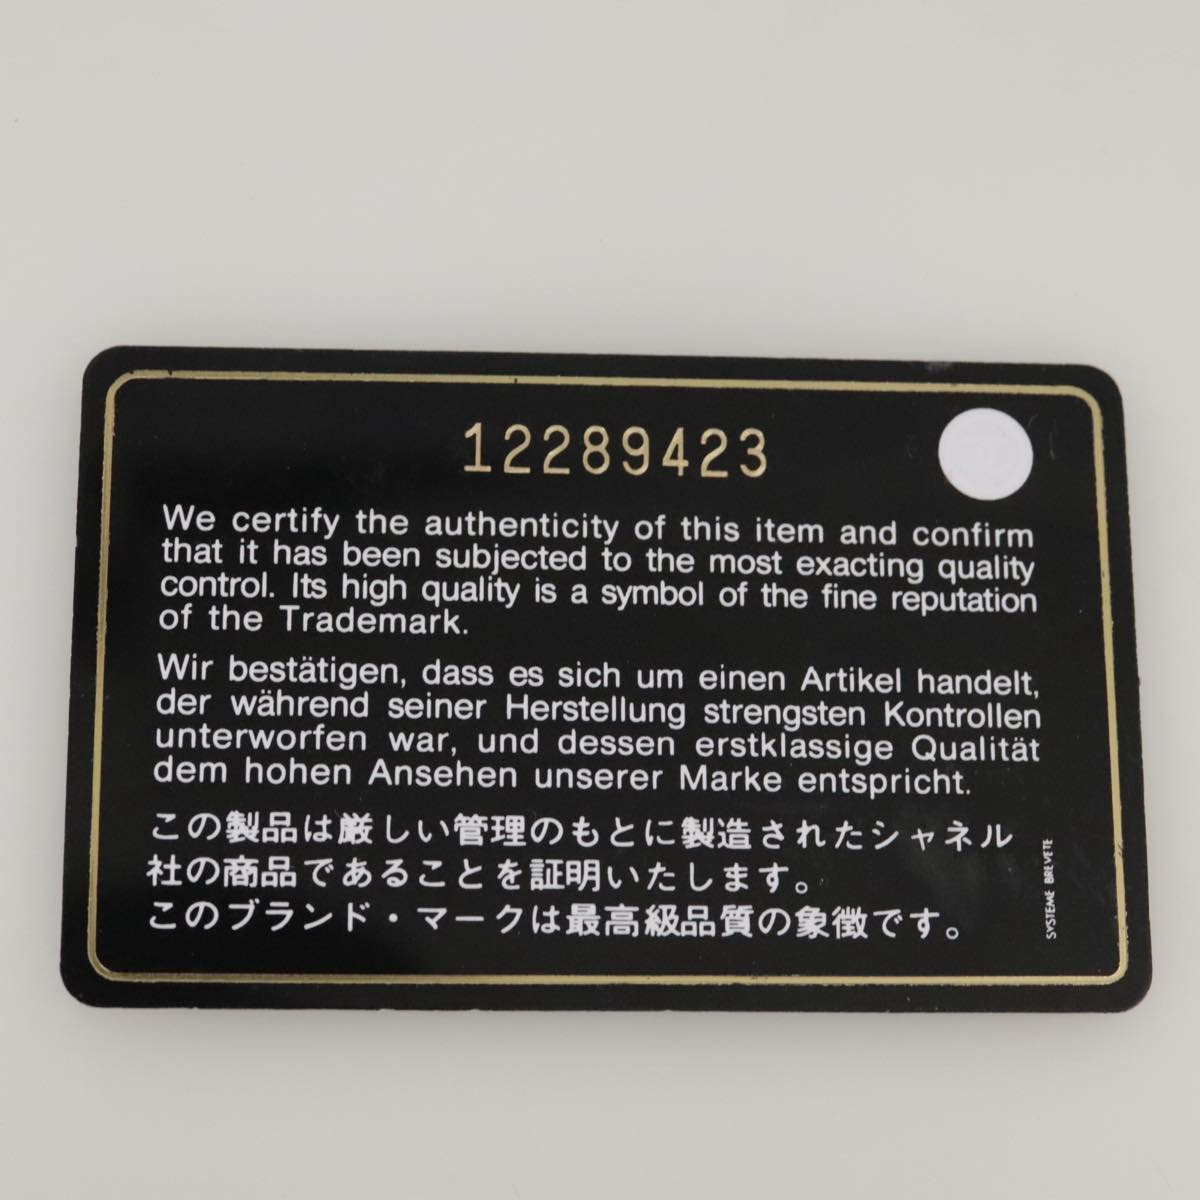 12289423
We certify the authenticity of this item and confirm
that it has been subjected to the most exacting quality
control. Its high quality is a symbol of the fine reputation
of the Trademark.
Wir bestätigen, dass es sich um einen Artikel handelt,
der während seiner Herstellung strengsten Kontrollen
unterworfen war, und dessen erstklassige Qualität
dem hohen Ansehen unserer Marke entspricht.
この製品は厳しい管理のもとに製造されたシャネル
社の商品であることを証明いたします。
このブランド・マークは最高級品質の象徴です。
SYSTEME BREVETE